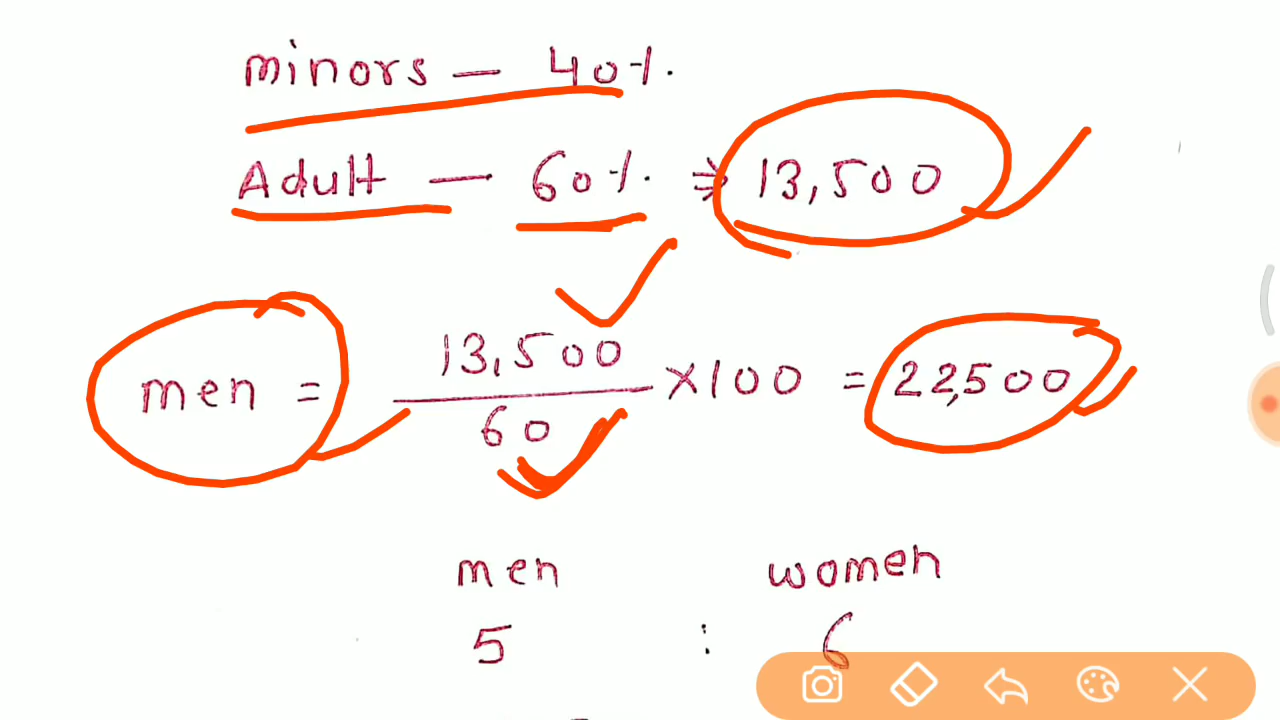 minors — 40%.
Adult — 60%. ⇒ 13,500
men = 13,500/60 × 100 = 22,500
men women
5 : 6